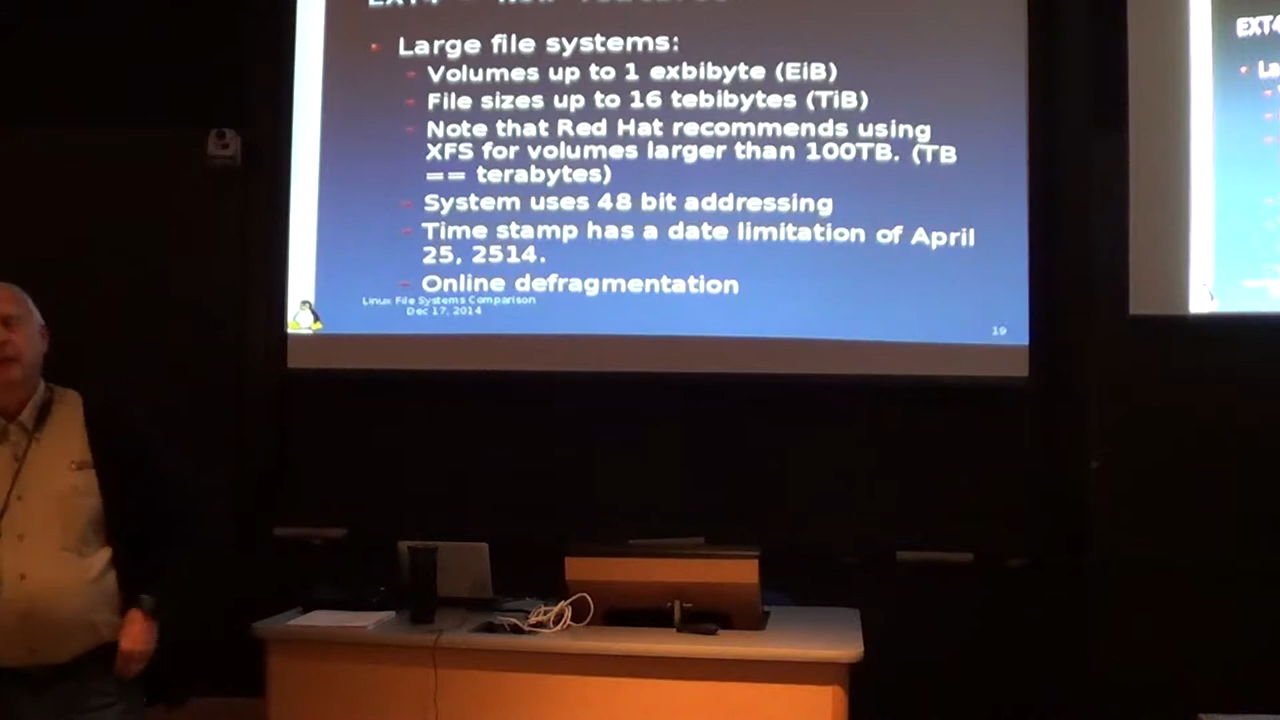 Large file systems:
Volumes up to 1 exbibyte (EiB)
File sizes up to 16 tebibytes (TiB)
Note that Red Hat recommends using
XFS for volumes larger than 100TB. (TB
== terabytes)
System uses 48 bit addressing
Time stamp has a date limitation of April
25, 2514.
Online defragmentation
Linux File Systems Comparison
Dec 17, 2014
19
EXT4
La